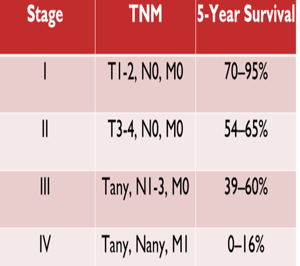 Stage TNM 5-Year Survival
I T1-2, N0, M0 70–95%
II T3-4, N0, M0 54–65%
III Tany, N1-3, M0 39–60%
IV Tany, Nany, M1 0–16%